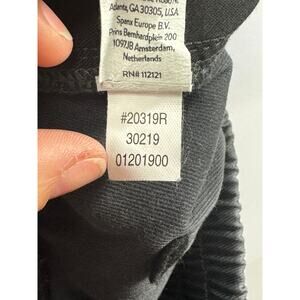 Atlanta, GA 30305, USA
Spanx Europe B.V.
Prins Bernhardplein 200
1097JB Amsterdam,
Netherlands
RN# 112121
#20319R
30219
01201900